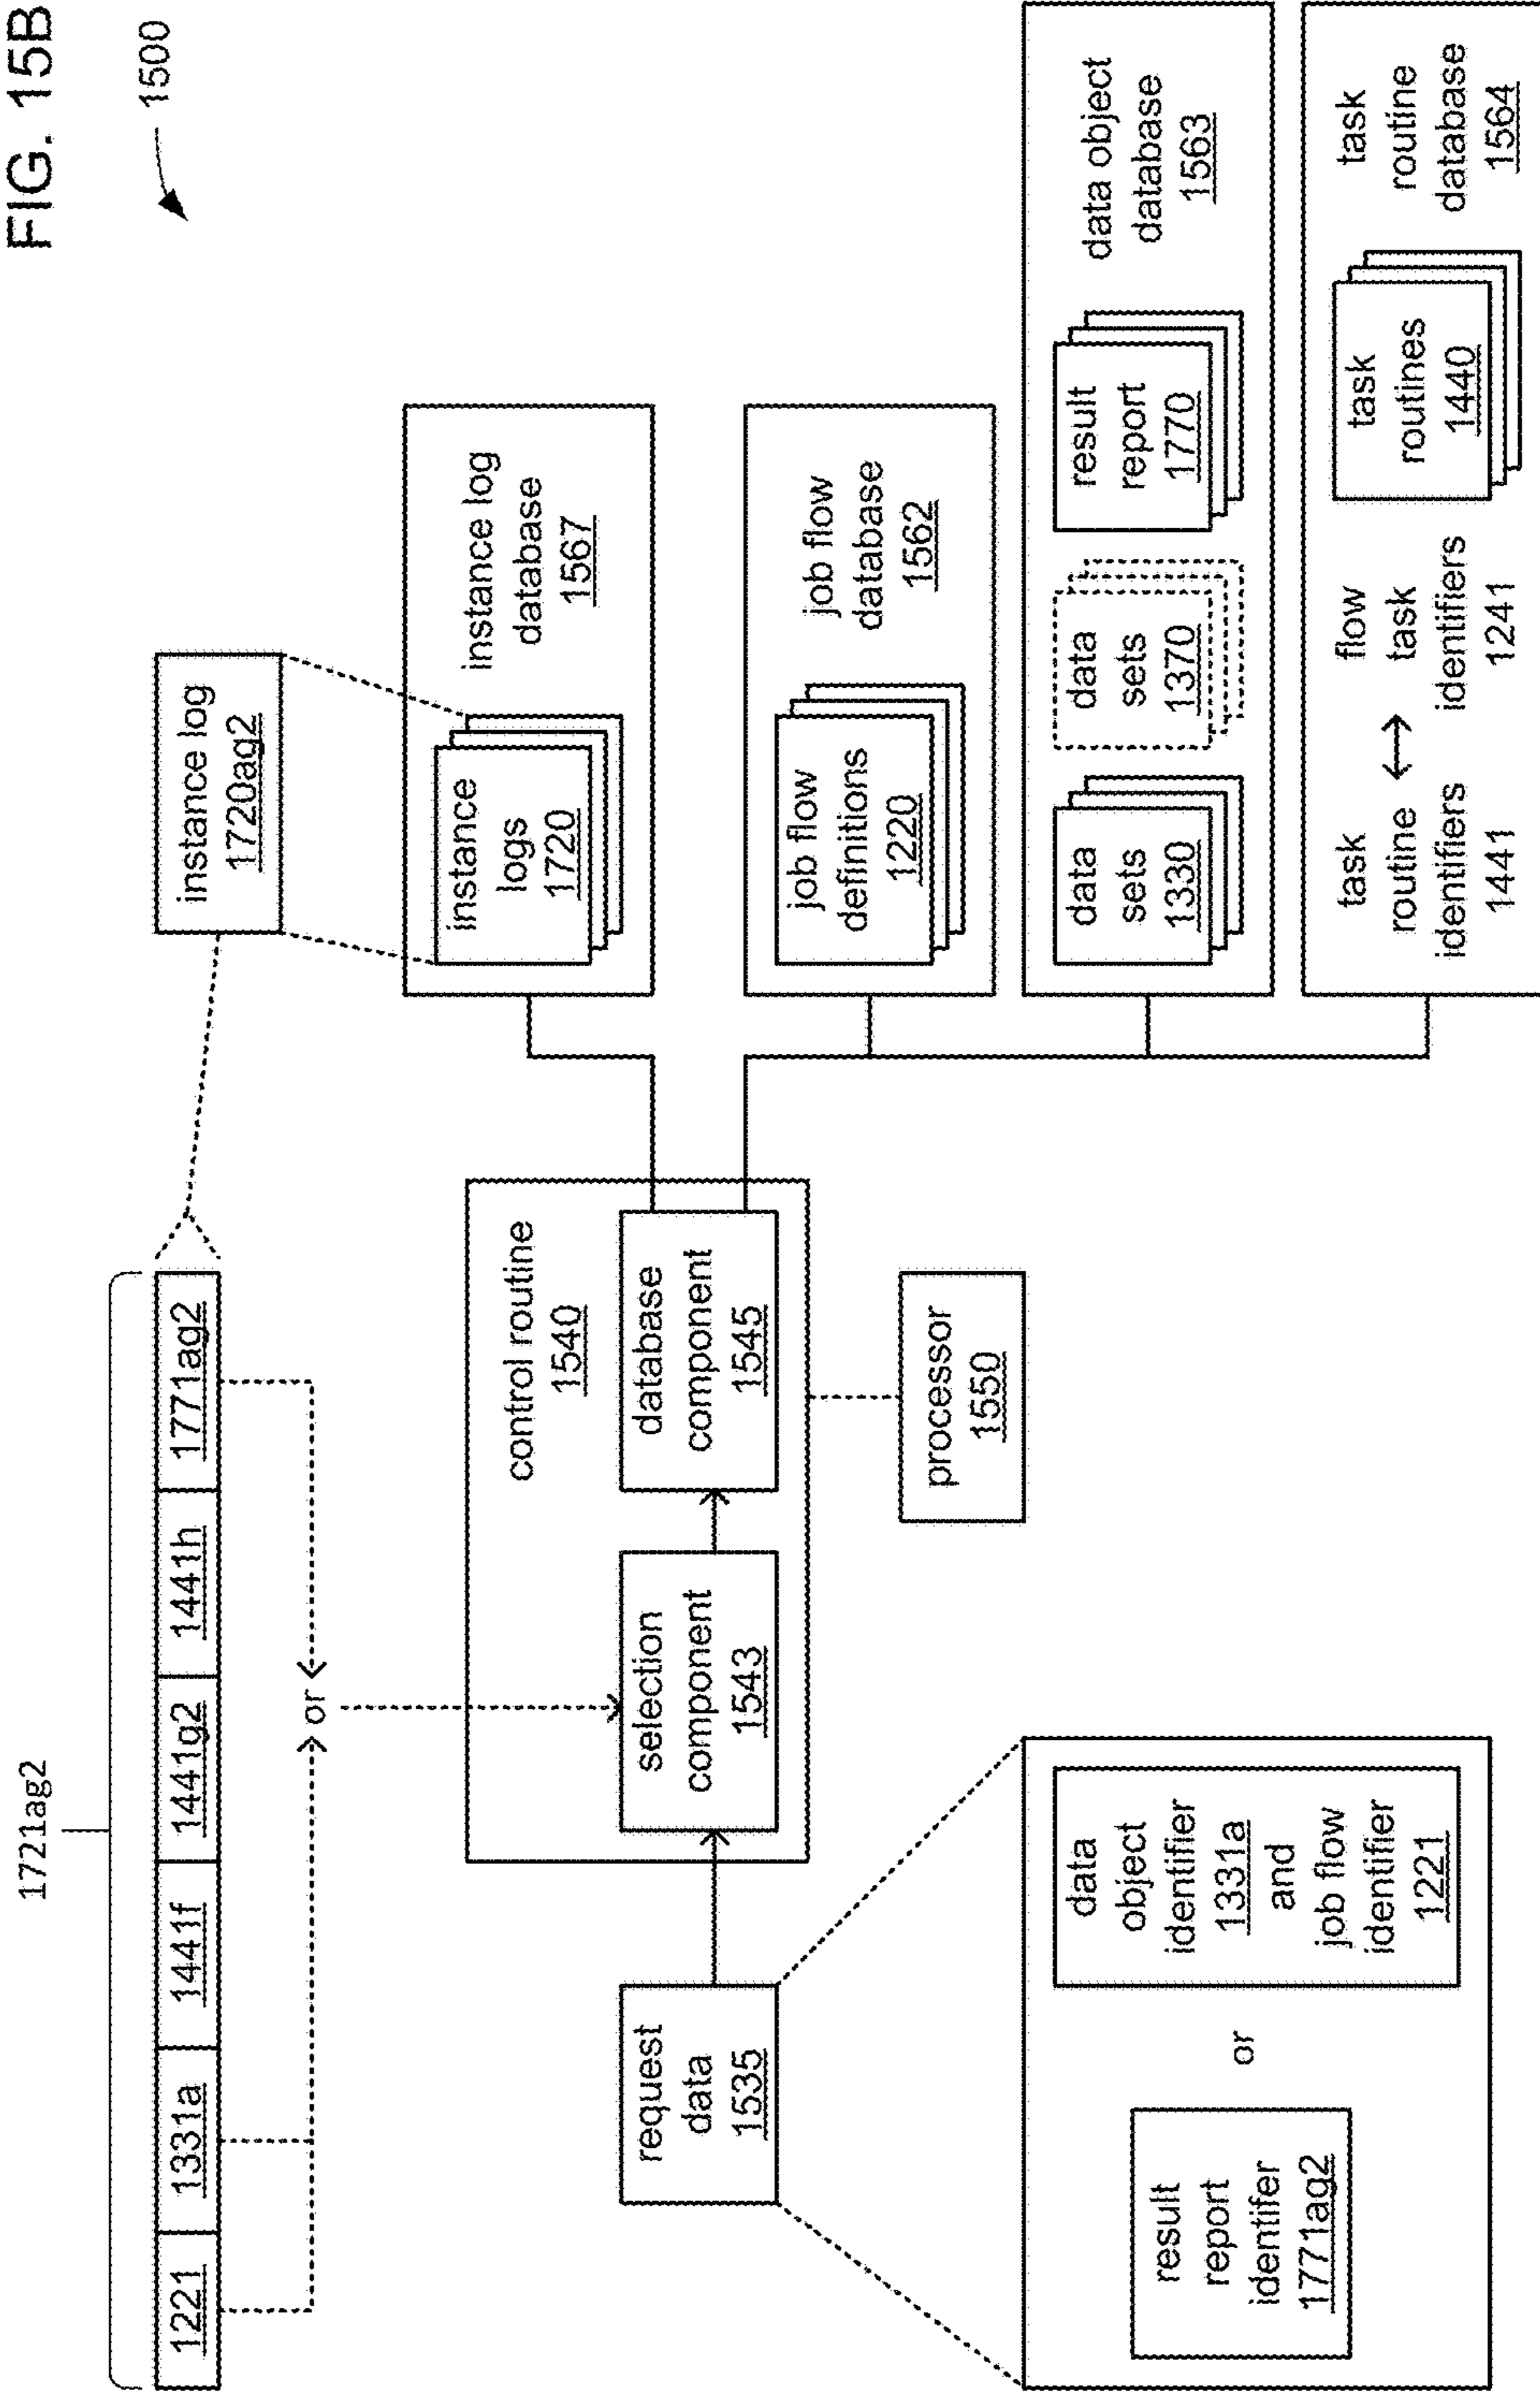 FIG. 15B
1500
1721ag2
1221
1331a
1441f
1441g2
1441h
1771ag2
or
instance log
1720ag2
request
data
1535
control routine
1540
selection
component
1543
database
component
1545
processor
1550
instance
logs
1720
instance log
database
1567
job flow
definitions
1220
job flow
database
1562
data
sets
1330
data
sets
1370
result
report
1770
data object
database
1563
task
routine
identifiers
1441
flow
task
identifiers
1241
task
routines
1440
task
routine
database
1564
result
report
identifer
1771ag2
or
data
object
identifier
1331a
and
job flow
identifier
1221